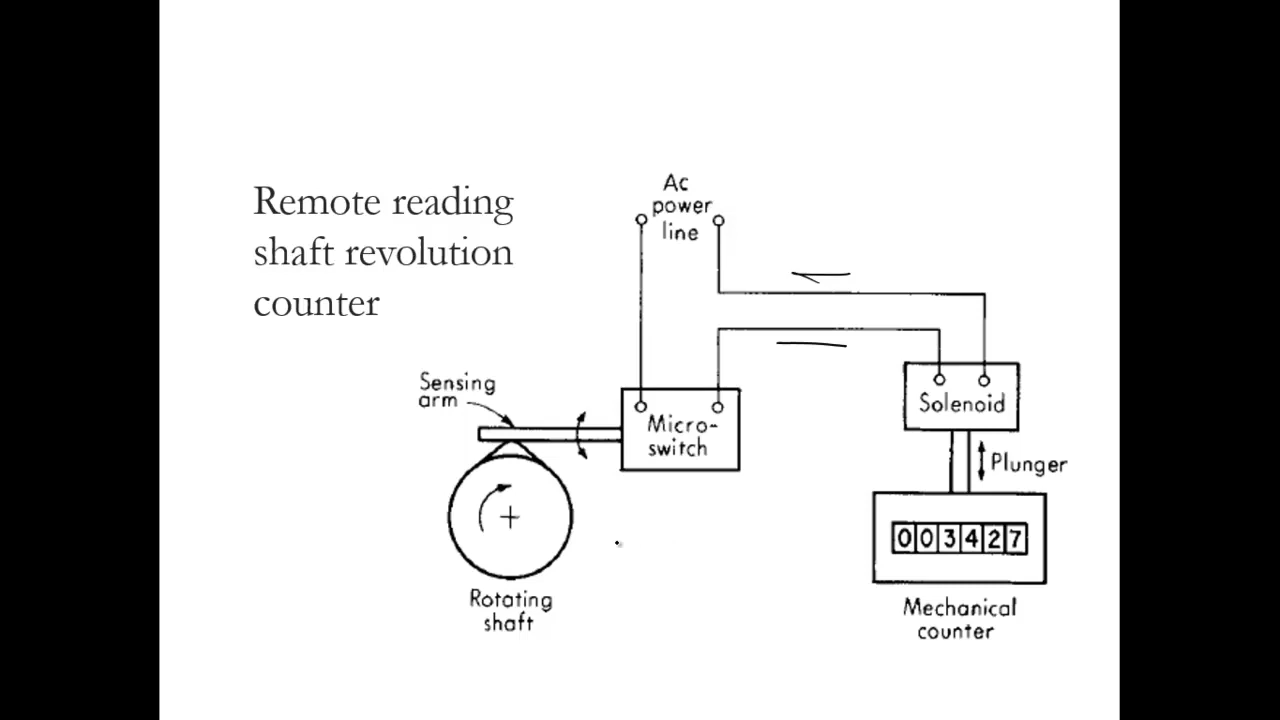 Remote reading
shaft revolution
counter
Ac
power
line
Sensing
arm
Micro-
switch
Solenoid
Plunger
003427
Rotating
shaft
Mechanical
counter